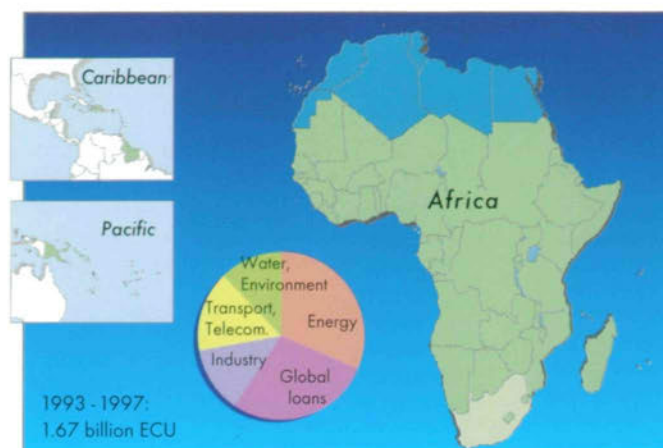 Caribbean
Pacific
Africa
Water,
Environment
Transport,
Telecom.
Energy
Industry
Global
loans
1993 - 1997:
1.67 billion ECU